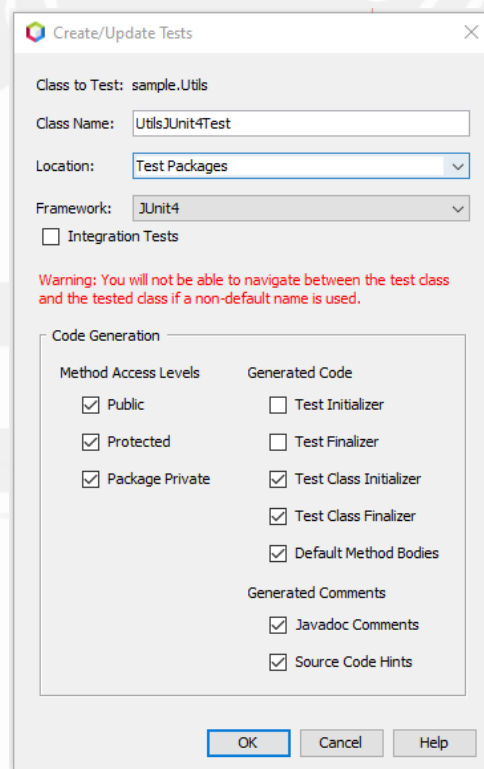 Create/Update Tests
Class to Test: sample.Utils
Class Name: UtilsJUnit4Test
Location: Test Packages
Framework: JUnit4
Integration Tests
Warning: You will not be able to navigate between the test class
and the tested class if a non-default name is used.
Code Generation
Method Access Levels
Public
Protected
Package Private
Generated Code
Test Initializer
Test Finalizer
Test Class Initializer
Test Class Finalizer
Default Method Bodies
Generated Comments
Javadoc Comments
Source Code Hints
OK Cancel Help